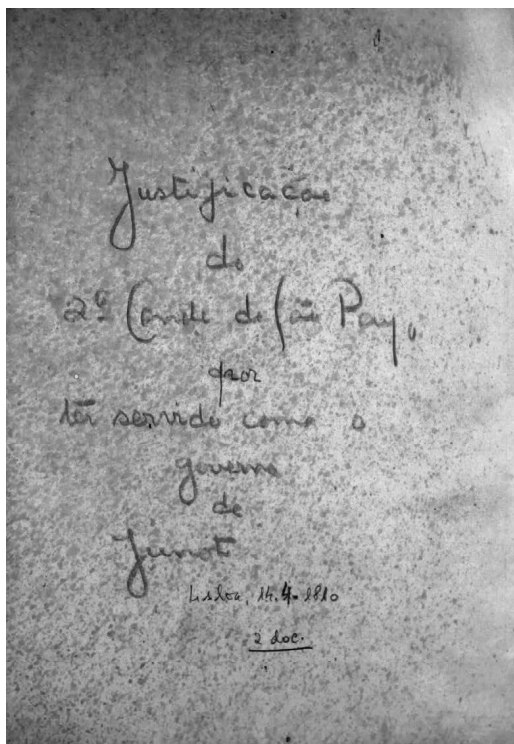 Justificação
do
2º Conde de São Payo,
por
ter servido como o
governo
de
Junot
Lisboa, 14.4.1810
2 doc.